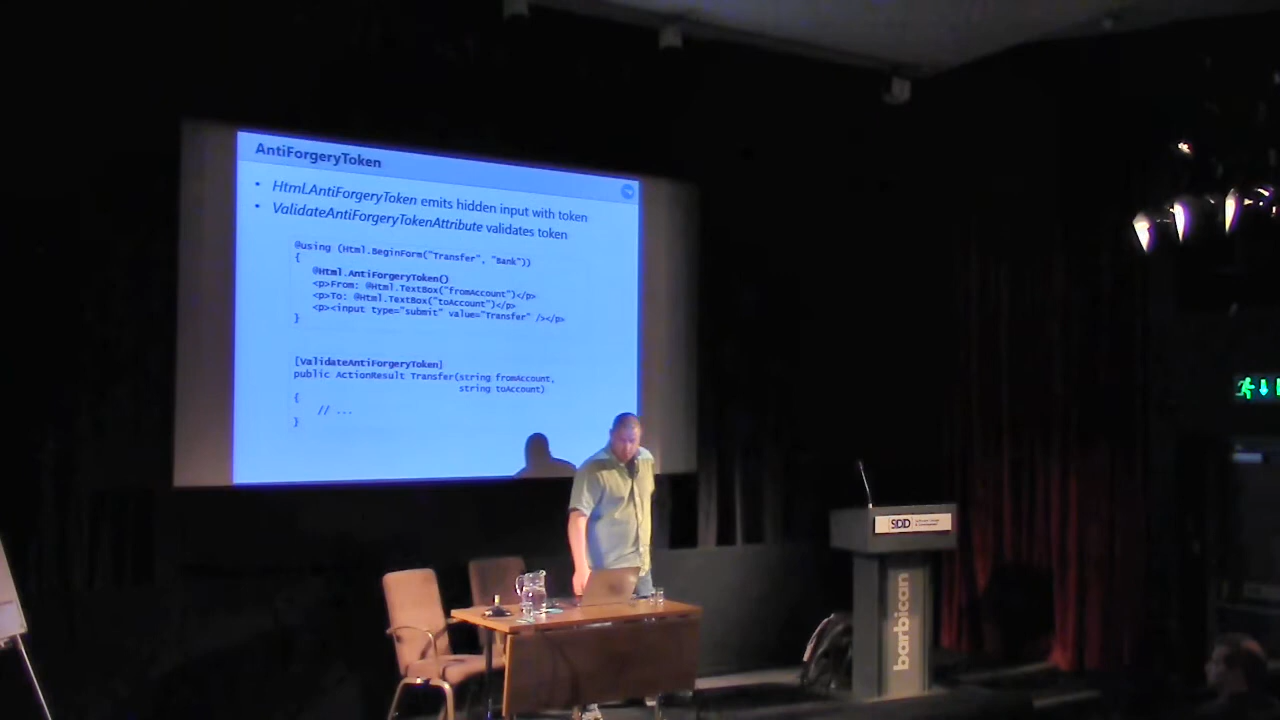 AntiForgeryToken
• Html.AntiForgeryToken emits hidden input with token
• ValidateAntiForgeryTokenAttribute validates token
@using (Html.BeginForm("Transfer", "Bank"))
{
@Html.AntiForgeryToken()
<p>From: @Html.TextBox("fromAccount")</p>
<p>To: @Html.TextBox("toAccount")</p>
<p><input type="submit" value="Transfer" /></p>
}
[ValidateAntiForgeryToken]
public ActionResult Transfer(string fromAccount,
string toAccount)
{
// ...
}
SDD
barbican